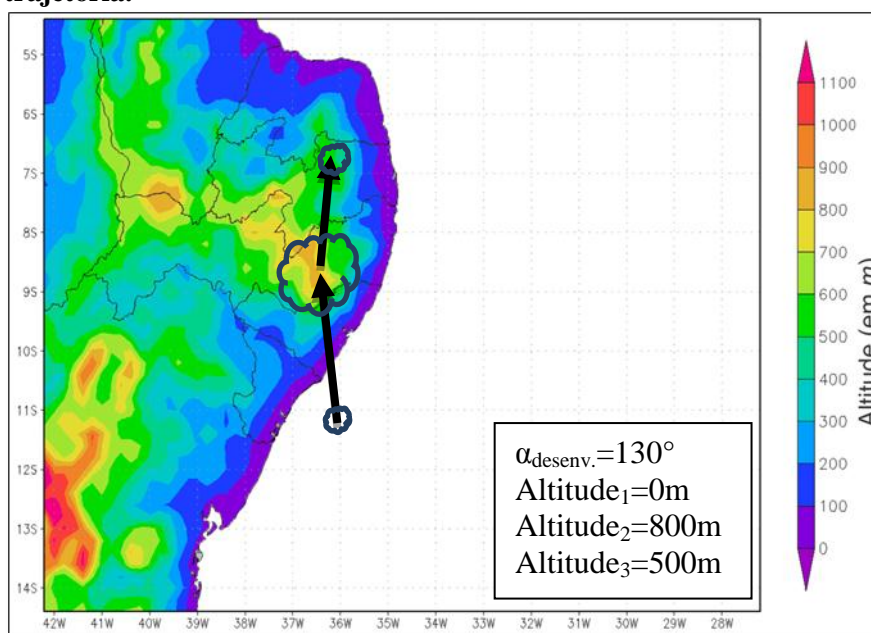 trajetória.
5S
6S
7S
8S
9S
10S
11S
12S
13S
14S
42W 41W 40W 39W 38W 37W 36W 35W 34W 33W 32W 31W 30W 29W 28W
α desenv.=130°
Altitude₁=0m
Altitude₂=800m
Altitude₃=500m
1100
1000
900
800
700
600
500
400
300
200
100
0
Altitude (em m)